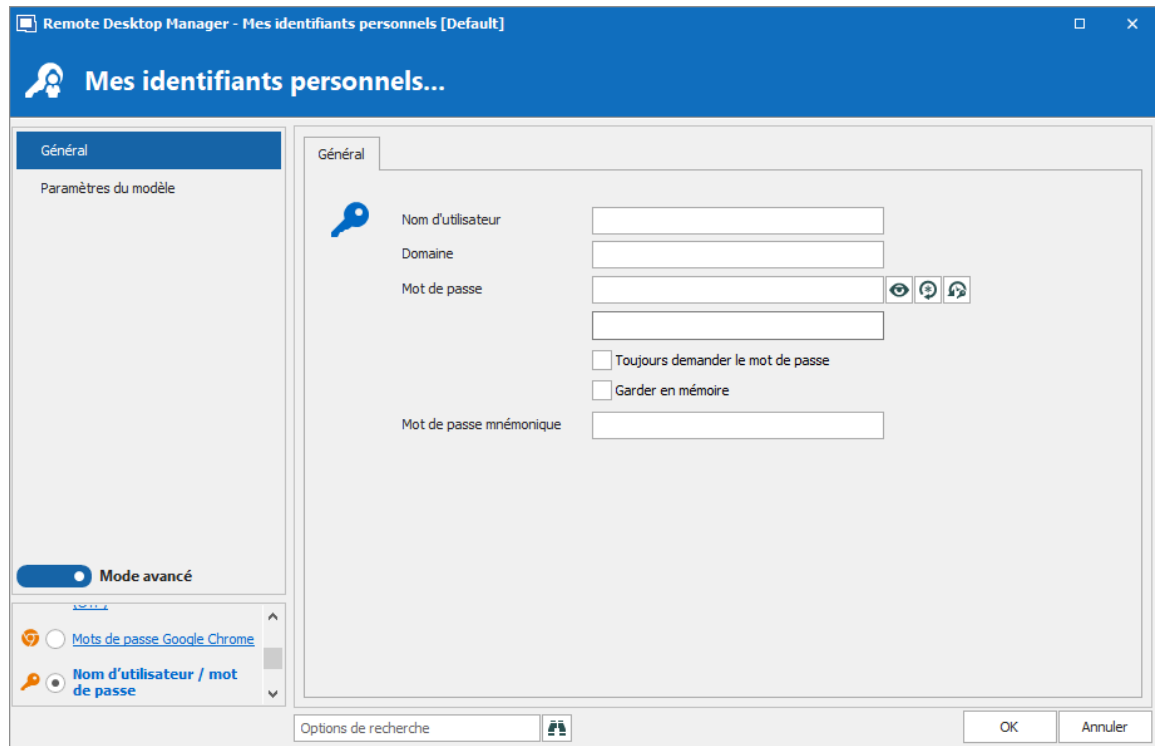 Remote Desktop Manager - Mes identifiants personnels [Default]
Mes identifiants personnels...
Général
Paramètres du modèle
Mode avancé
Mots de passe Google Chrome
Nom d'utilisateur / mot
de passe
Général
Nom d'utilisateur
Domaine
Mot de passe
Toujours demander le mot de passe
Garder en mémoire
Mot de passe mnémonique
Options de recherche
OK
Annuler